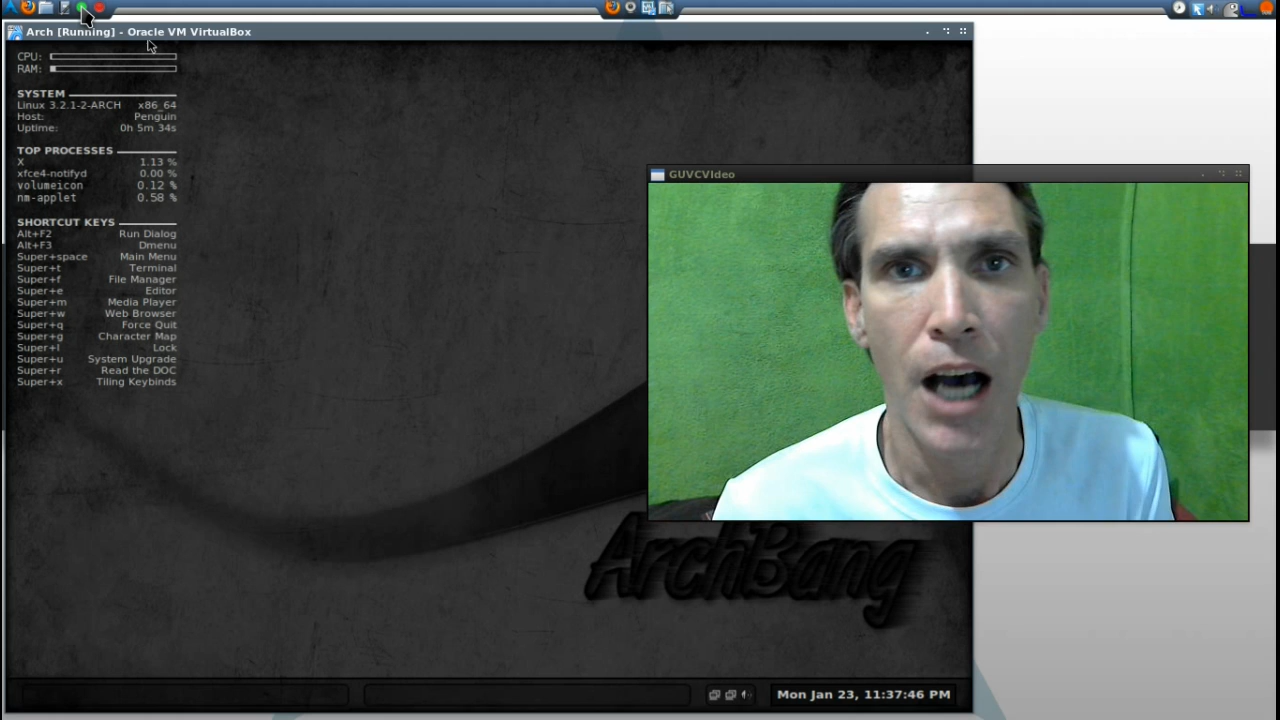 Arch [Running] - Oracle VM VirtualBox
CPU:
RAM:
SYSTEM
Linux 3.2.1-2-ARCH x86_64
Host: Penguin
Uptime: 0h 5m 34s
TOP PROCESSES
X 1.13 %
xfce4-notifyd 0.00 %
volumeicon 0.12 %
nm-applet 0.58 %
SHORTCUT KEYS
Alt+F2 Run Dialog
Alt+F3 Dmenu
Super+space Main Menu
Super+t Terminal
Super+f File Manager
Super+e Editor
Super+m Media Player
Super+w Web Browser
Super+q Force Quit
Super+g Character Map
Super+l Lock
Super+u System Upgrade
Super+r Read the DOC
Super+x Tiling Keybinds
GUVCVIdeo
ArchBang
Mon Jan 23, 11:37:46 PM